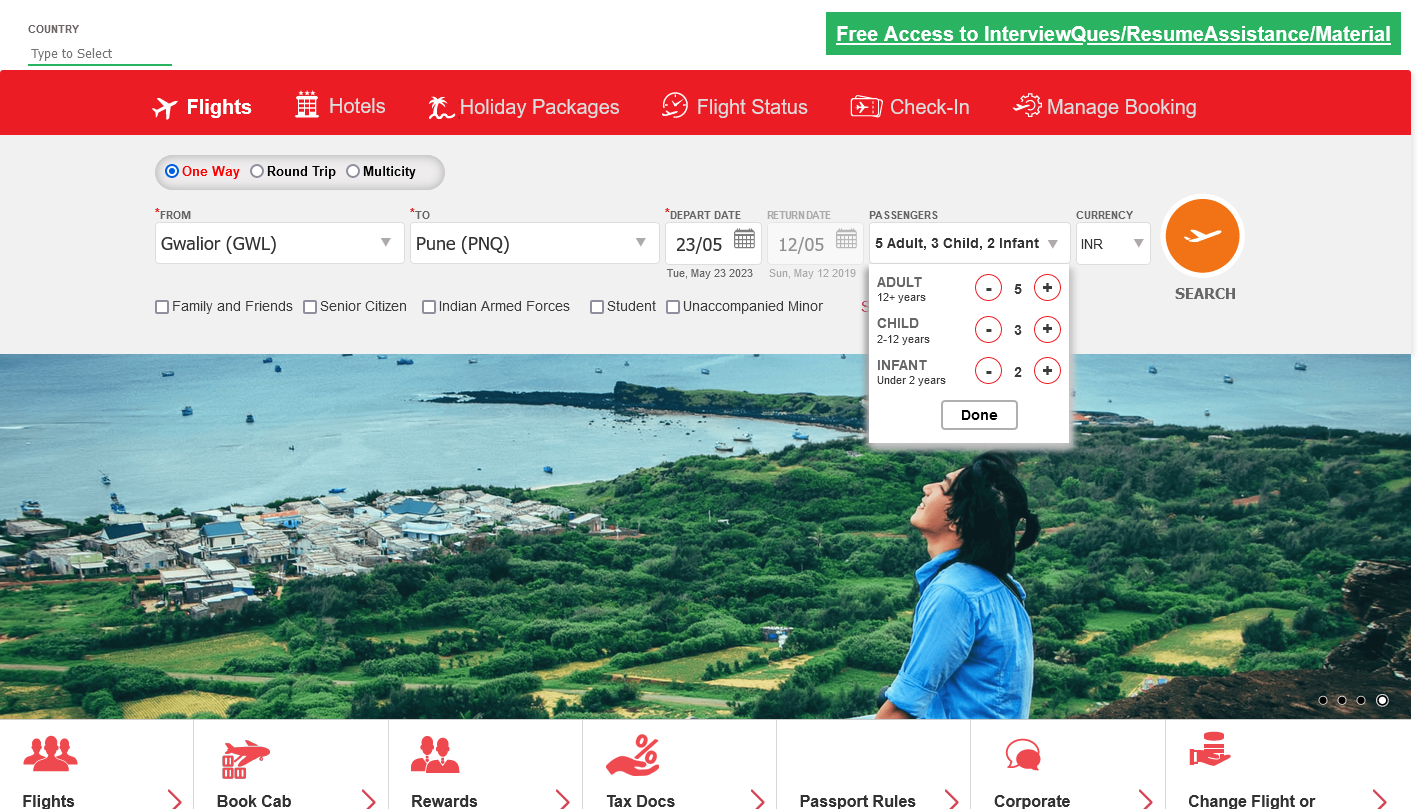 COUNTRY
Type to Select
Free Access to InterviewQues/ResumeAssistance/Material
Flights
Hotels
Holiday Packages
Flight Status
Check-In
Manage Booking
One Way
Round Trip
Multicity
*FROM
*TO
*DEPART DATE
RETURN DATE
PASSENGERS
CURRENCY
Gwalior (GWL)
Pune (PNQ)
23/05
12/05
5 Adult, 3 Child, 2 Infant
INR
Tue, May 23 2023
Sun, May 12 2019
SEARCH
Family and Friends
Senior Citizen
Indian Armed Forces
Student
Unaccompanied Minor
S
ADULT
12+ years
- 5 +
CHILD
2-12 years
- 3 +
INFANT
Under 2 years
- 2 +
Done
Flights
Book Cab
Rewards
Tax Docs
Passport Rules
Corporate
Change Flight or